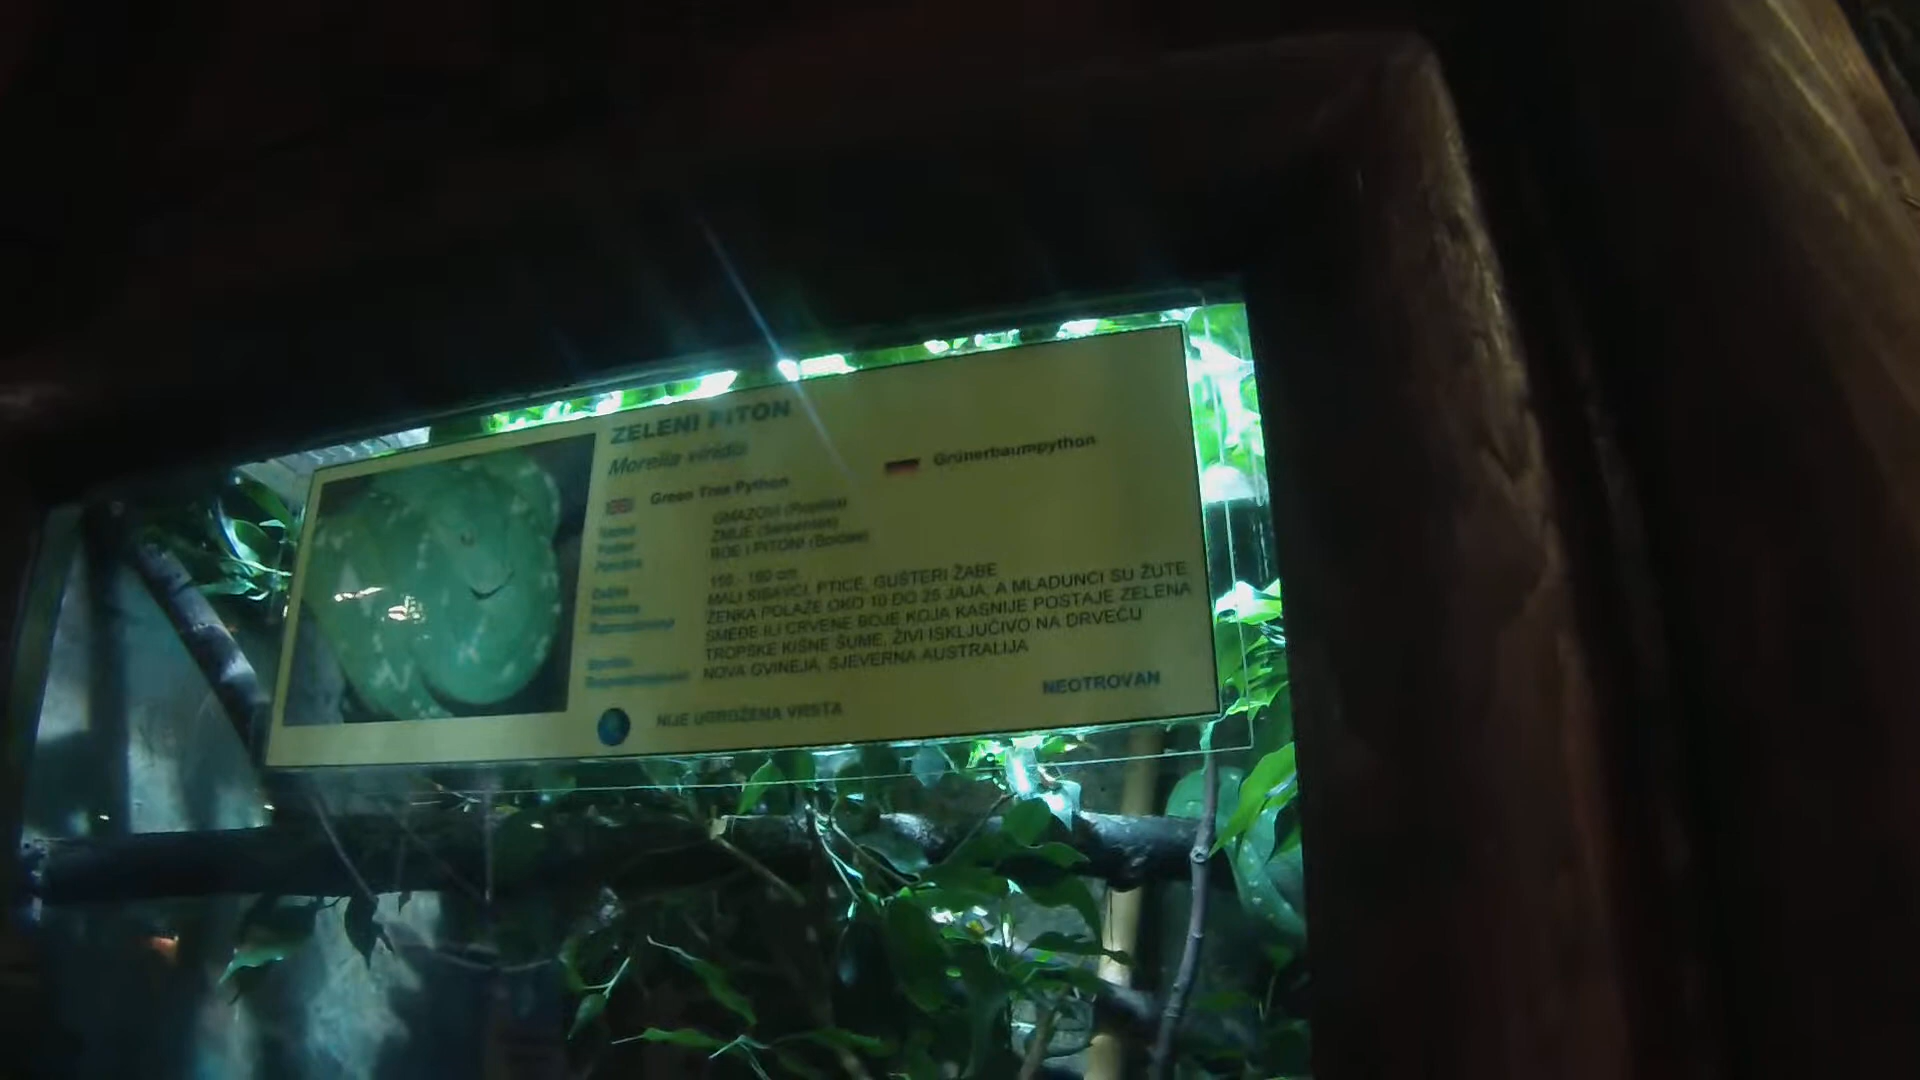 ZELENI PITON
Morelia viridis
Green Tree Python
Grünerbaumpython
GMAZOVI (Reptilia)
ZMIJE (Serpentes)
BOE I PITONI (Boidae)
180 cm
MALI SISAVCI, PTICE, GUŠTERI ŽABE
ŽENKA POLAŽE OKO 10 DO 25 JAJA, A MLADUNCI SU ŽUTE
SMEĐE ILI CRVENE BOJE KOJA KASNIJE POSTAJE ZELENA
TROPSKE KIŠNE ŠUME, ŽIVI ISKLJUČIVO NA DRVEĆU
NOVA GVINEJA, SJEVERNA AUSTRALIJA
NEOTROVAN
NIJE UGROŽENA VRSTA